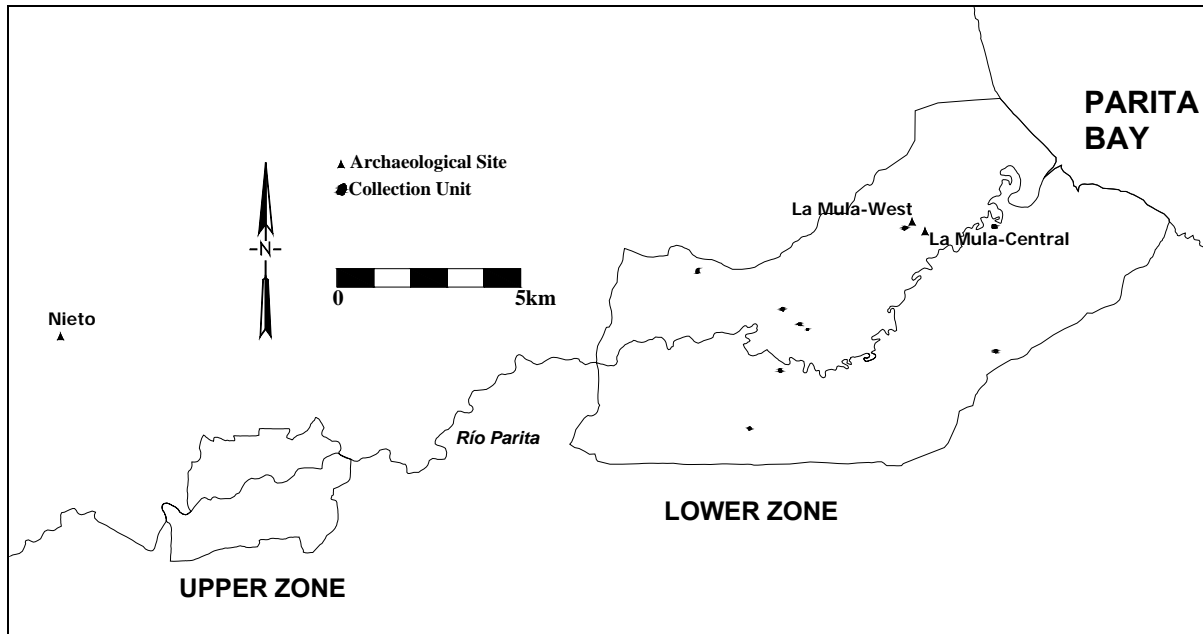 PARITA
BAY
Archaeological Site
Collection Unit
La Mula-West
La Mula-Central
N
0 5km
Nieto
Río Parita
LOWER ZONE
UPPER ZONE